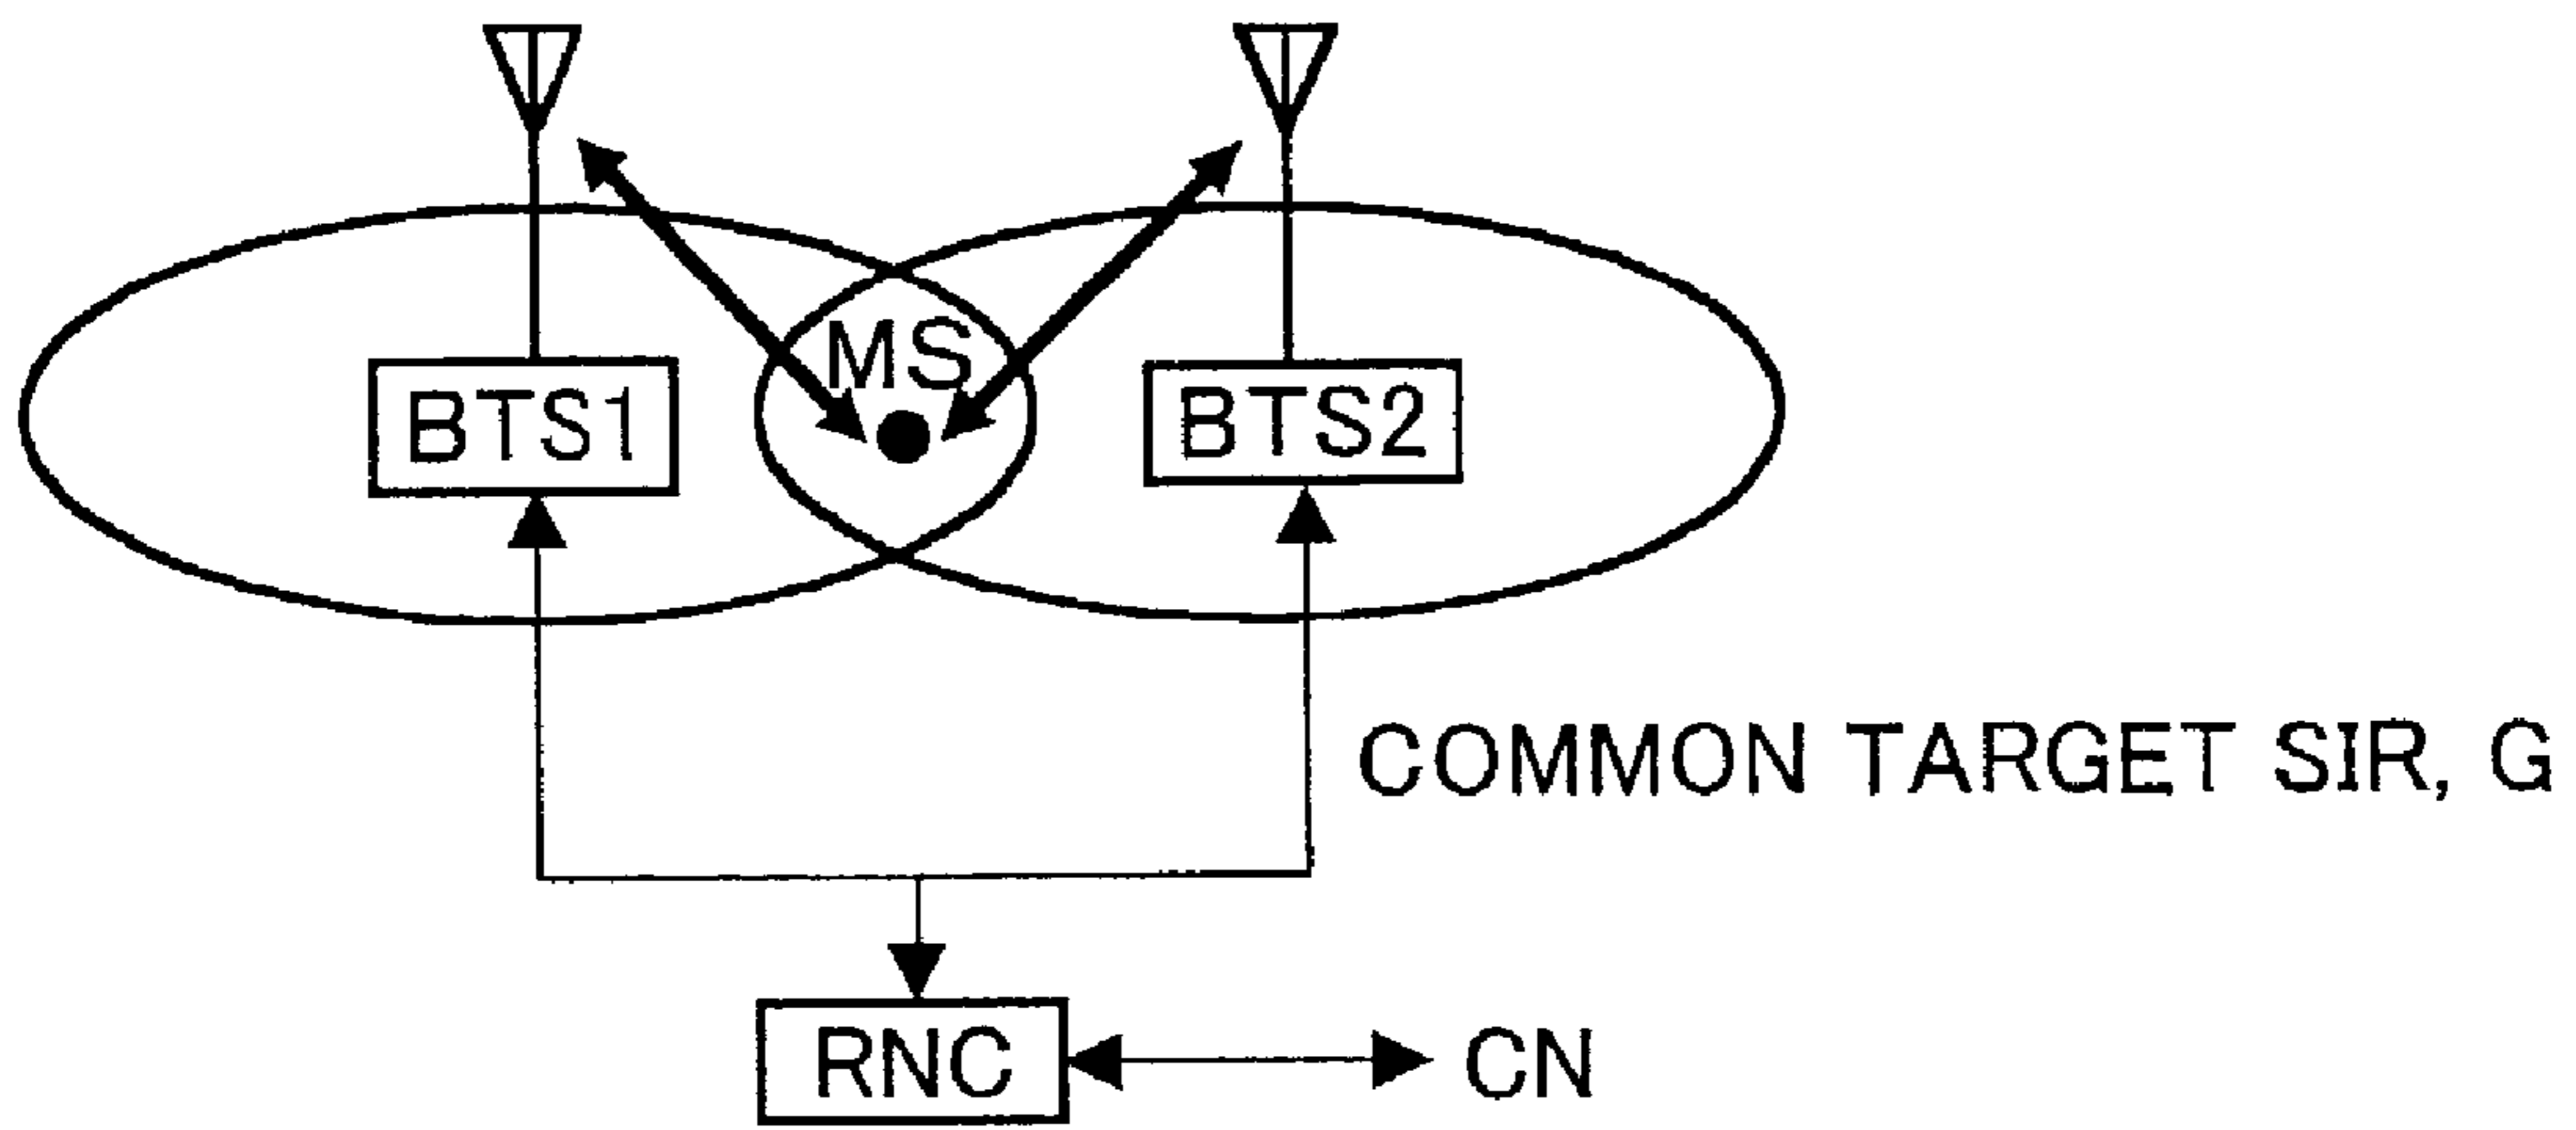 MS
BTS1
BTS2
COMMON TARGET SIR, G
RNC
CN